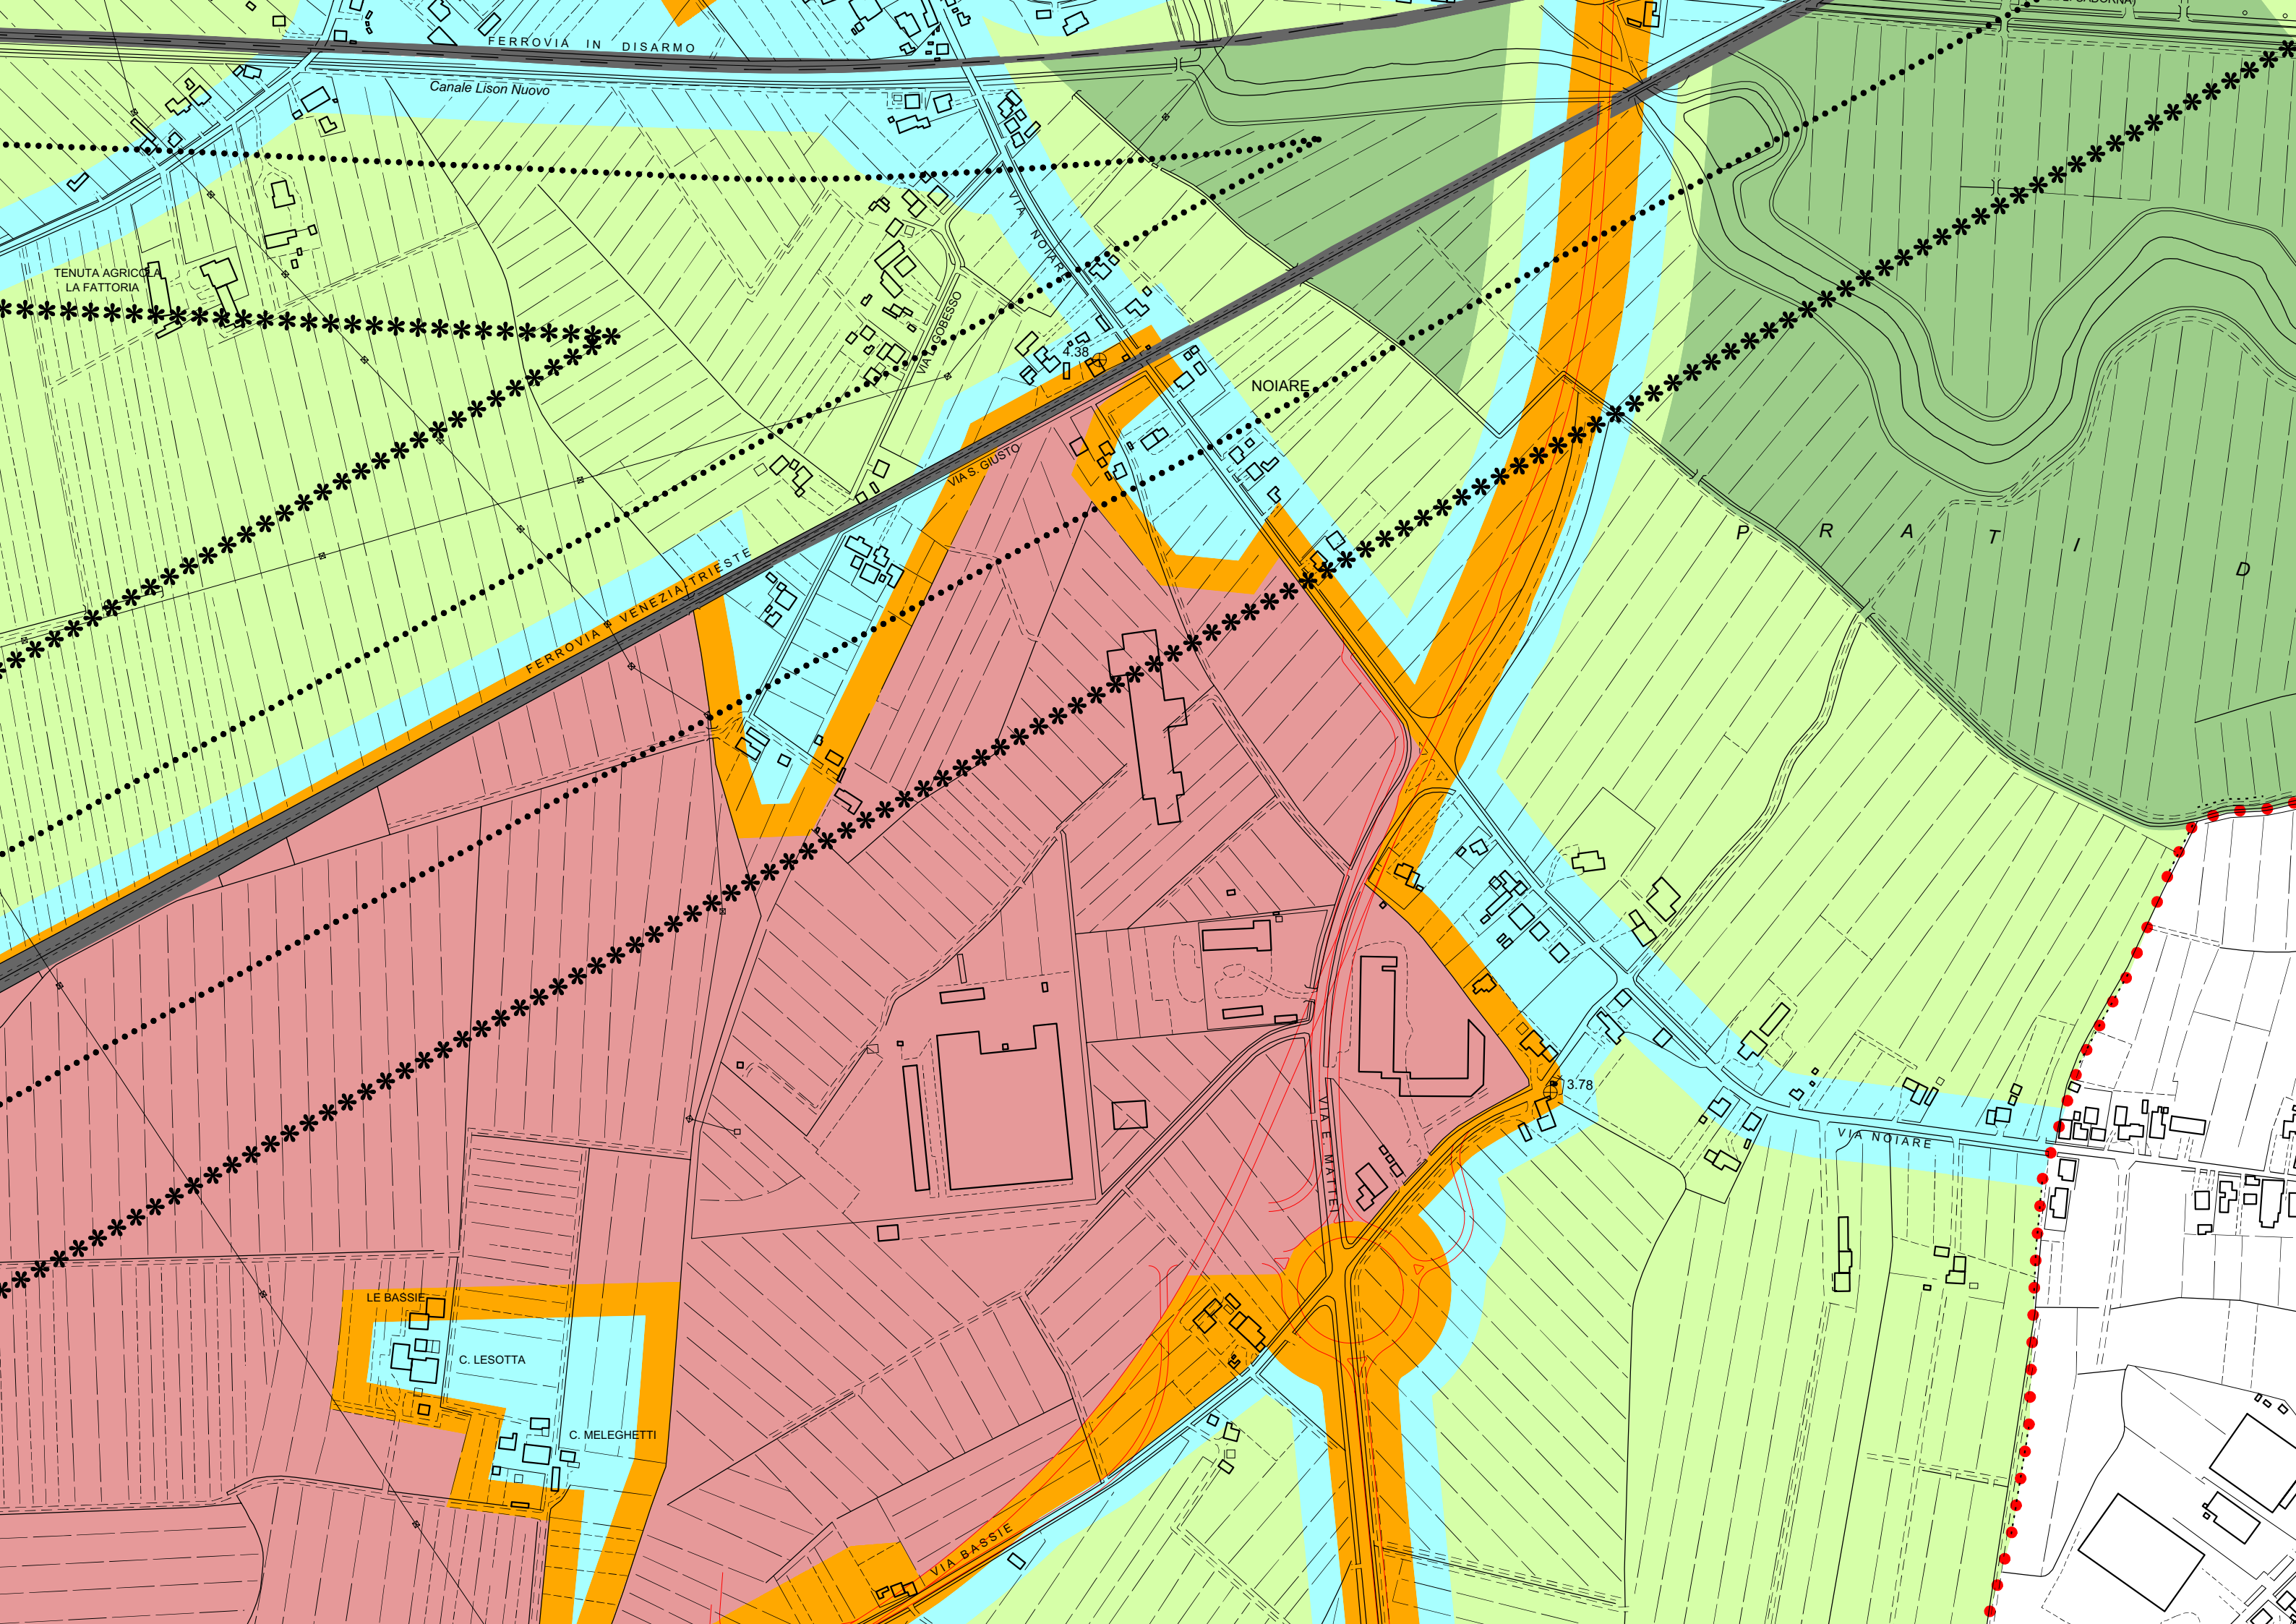 FERROVIA IN DISARMO
Canale Lison Nuovo
VIA NOIARE
TENUTA AGRICOLA
LA FATTORIA
VIA L. GOBESSO
4.38
NOIARE
VIA S. GIUSTO
P R A T I D
FERROVIA VENEZIA-TRIESTE
3.78
VIA E. MATTEI
VIA NOIARE
LE BASSIE
C. LESOTTA
C. MELEGHETTI
VIA BASSIE